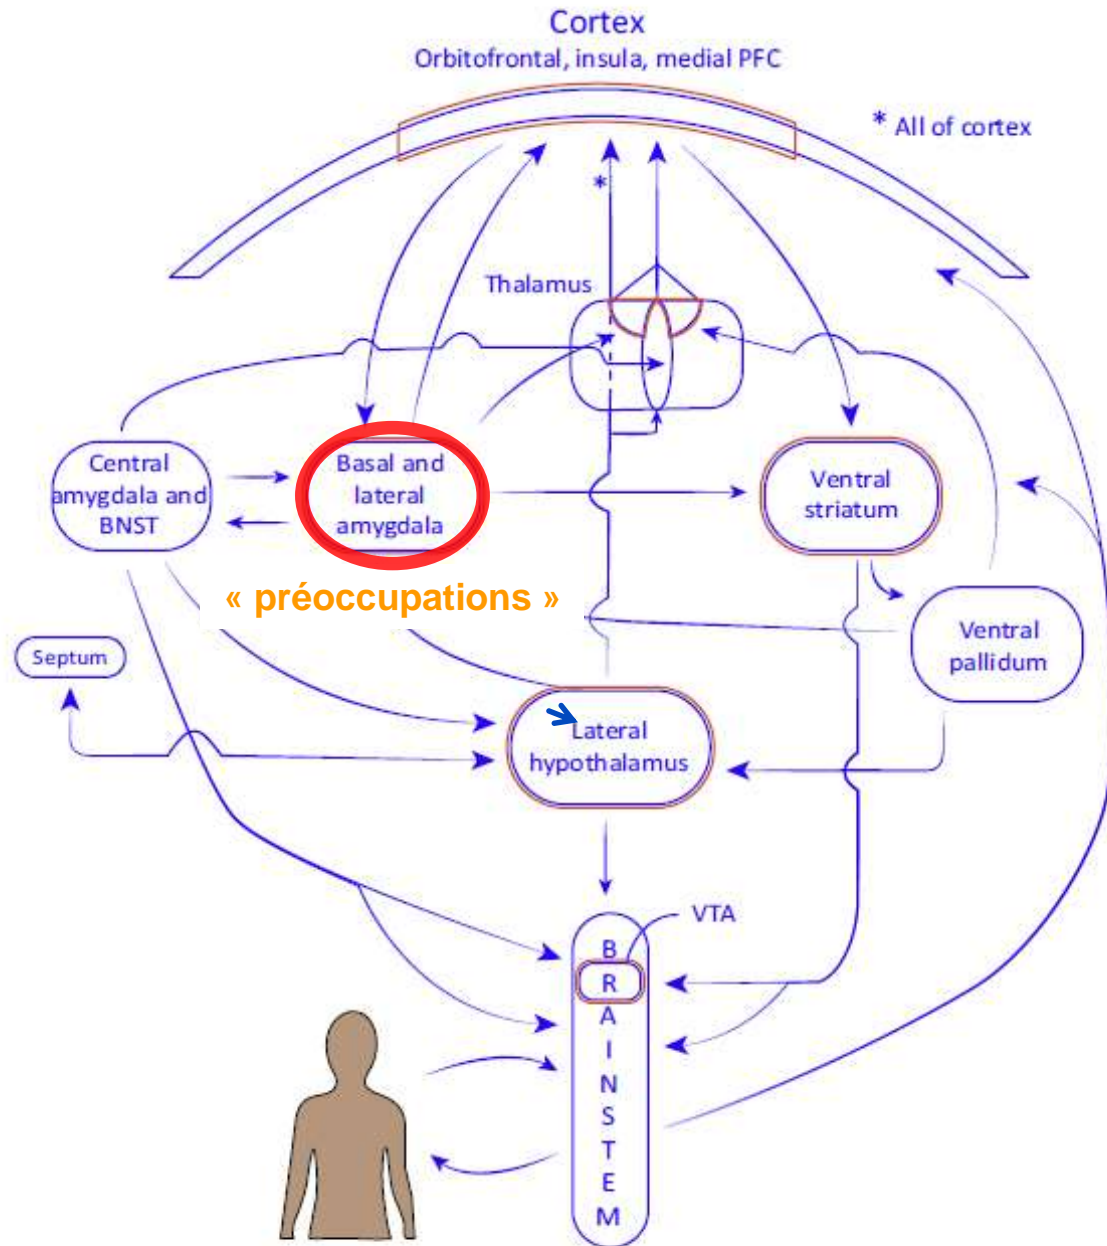 Cortex
Orbitofrontal, insula, medial PFC
* All of cortex
*
Thalamus
Central
amygdala and
BNST
Basal and
lateral
amygdala
Ventral
striatum
« préoccupations »
Septum
Ventral
pallidum
Lateral
hypothalamus
VTA
B
R
A
I
N
S
T
E
M